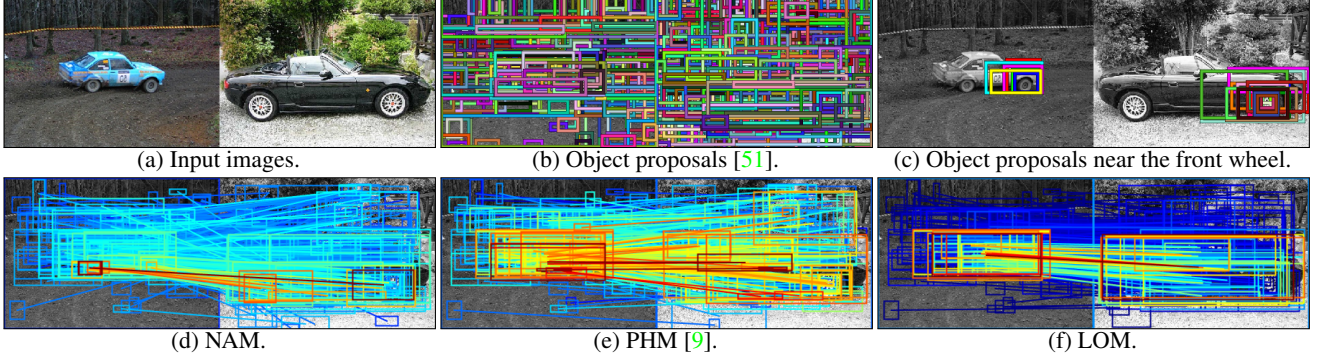 (a) Input images.
(b) Object proposals [51].
(c) Object proposals near the front wheel.
(d) NAM.
(e) PHM [9].
(f) LOM.